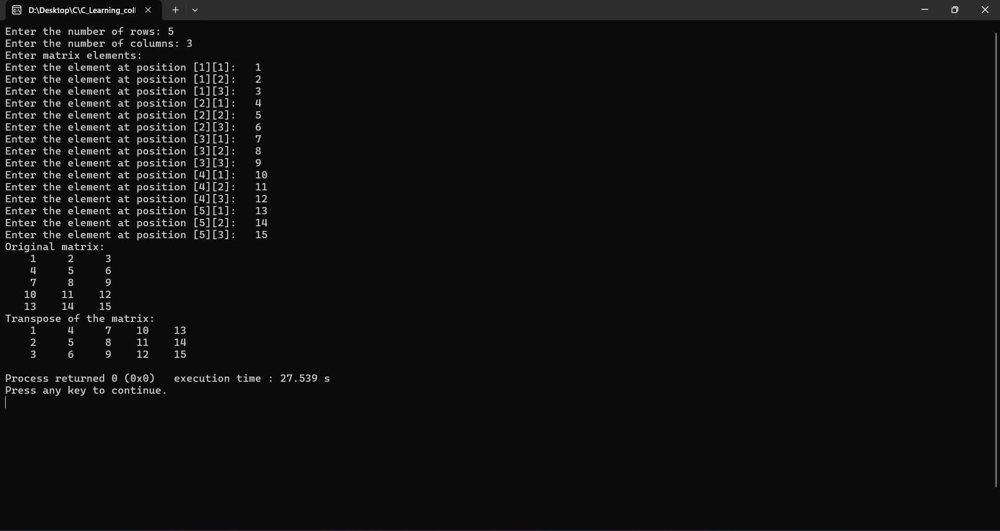 D:\Desktop\C\C_Learning_coll
Enter the number of rows: 5
Enter the number of columns: 3
Enter matrix elements:
Enter the element at position [1][1]:   1
Enter the element at position [1][2]:   2
Enter the element at position [1][3]:   3
Enter the element at position [2][1]:   4
Enter the element at position [2][2]:   5
Enter the element at position [2][3]:   6
Enter the element at position [3][1]:   7
Enter the element at position [3][2]:   8
Enter the element at position [3][3]:   9
Enter the element at position [4][1]:   10
Enter the element at position [4][2]:   11
Enter the element at position [4][3]:   12
Enter the element at position [5][1]:   13
Enter the element at position [5][2]:   14
Enter the element at position [5][3]:   15
Original matrix:
    1     2     3
    4     5     6
    7     8     9
   10    11    12
   13    14    15
Transpose of the matrix:
    1     4     7    10    13
    2     5     8    11    14
    3     6     9    12    15
Process returned 0 (0x0)   execution time : 27.539 s
Press any key to continue.